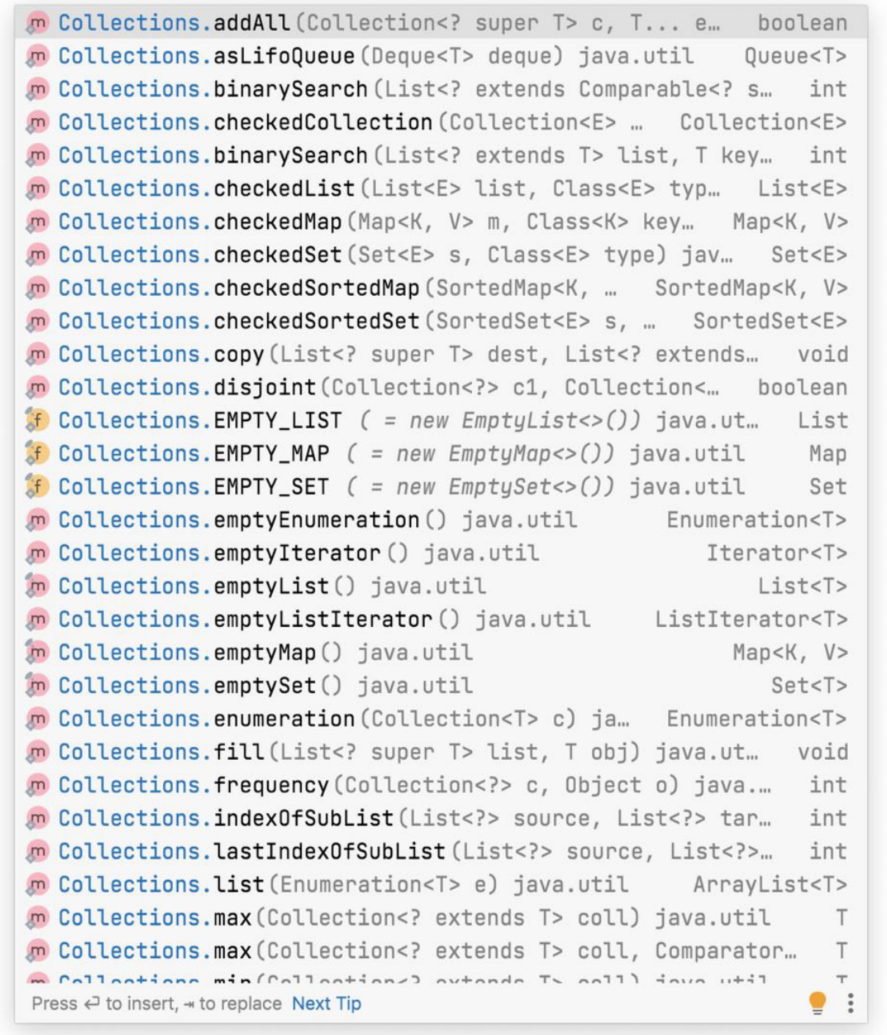 m Collections.addAll(Collection<? super T> c, T... e… boolean
m Collections.asLifoQueue(Deque<T> deque) java.util Queue<T>
m Collections.binarySearch(List<? extends Comparable<? s… int
m Collections.checkedCollection(Collection<E> … Collection<E>
m Collections.binarySearch(List<? extends T> list, T key… int
m Collections.checkedList(List<E> list, Class<E> typ… List<E>
m Collections.checkedMap(Map<K, V> m, Class<K> key… Map<K, V>
m Collections.checkedSet(Set<E> s, Class<E> type) jav… Set<E>
m Collections.checkedSortedMap(SortedMap<K, … SortedMap<K, V>
m Collections.checkedSortedSet(SortedSet<E> s, … SortedSet<E>
m Collections.copy(List<? super T> dest, List<? extends… void
m Collections.disjoint(Collection<?> c1, Collection<… boolean
f Collections.EMPTY_LIST ( = new EmptyList<>()) java.ut… List
f Collections.EMPTY_MAP ( = new EmptyMap<>()) java.util Map
f Collections.EMPTY_SET ( = new EmptySet<>()) java.util Set
m Collections.emptyEnumeration() java.util Enumeration<T>
m Collections.emptyIterator() java.util Iterator<T>
m Collections.emptyList() java.util List<T>
m Collections.emptyListIterator() java.util ListIterator<T>
m Collections.emptyMap() java.util Map<K, V>
m Collections.emptySet() java.util Set<T>
m Collections.enumeration(Collection<T> c) ja… Enumeration<T>
m Collections.fill(List<? super T> list, T obj) java.ut… void
m Collections.frequency(Collection<?> c, Object o) java.… int
m Collections.indexOfSubList(List<?> source, List<?> tar… int
m Collections.lastIndexOfSubList(List<?> source, List<?>… int
m Collections.list(Enumeration<T> e) java.util ArrayList<T>
m Collections.max(Collection<? extends T> coll) java.util T
m Collections.max(Collection<? extends T> coll, Comparator… T
m Collections.min(Collection<? extends T> coll) java.util T
Press ↩ to insert, ⇥ to replace Next Tip